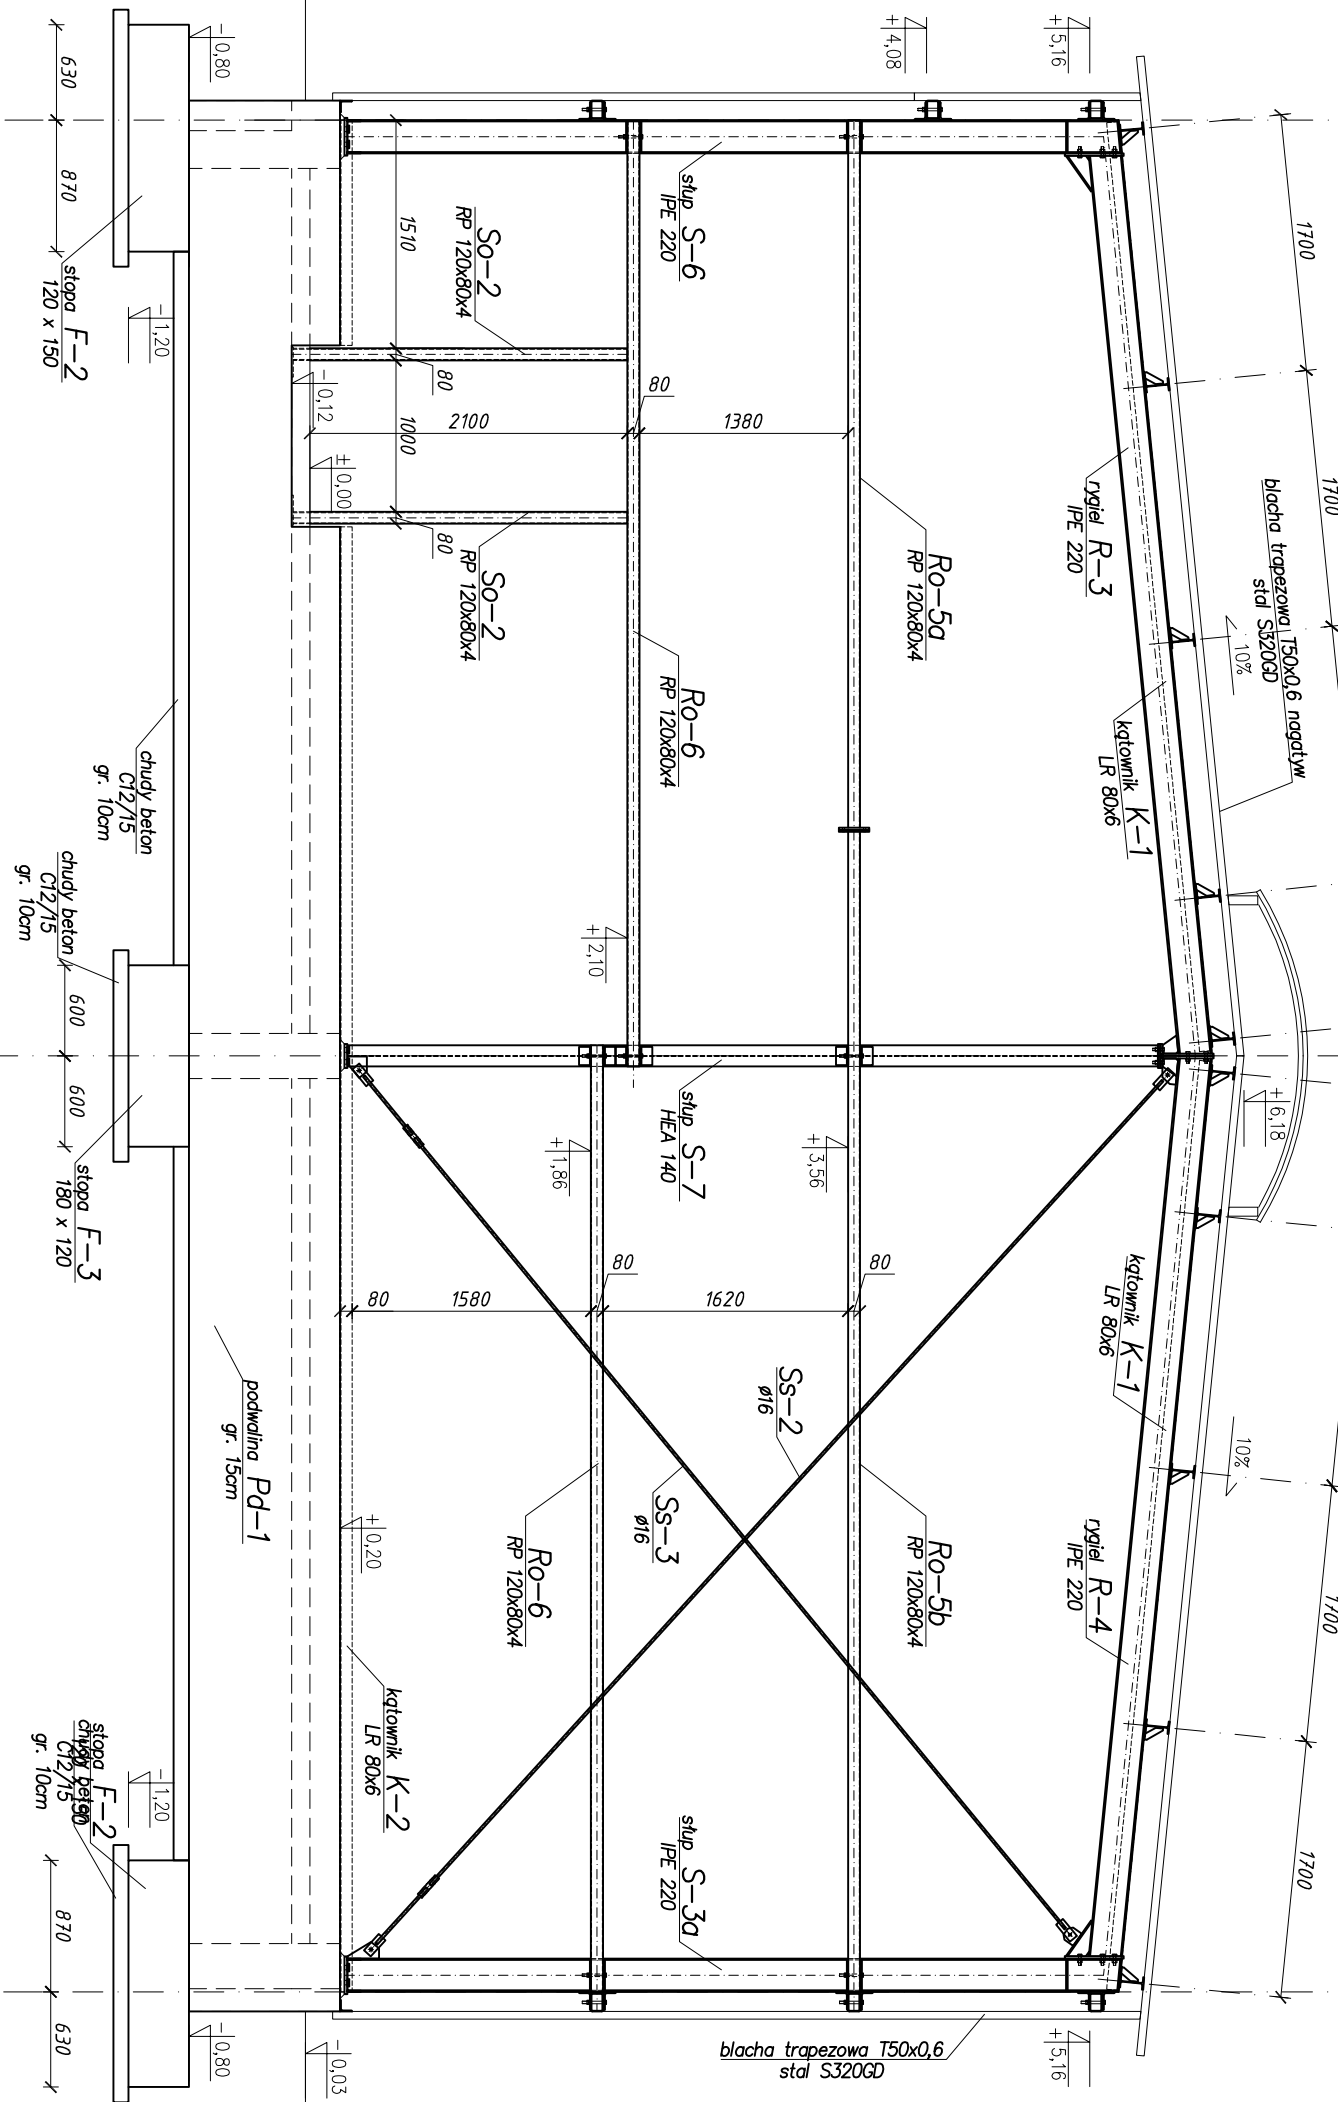 +5,16
+4,08
-0,80
630
870
1700
1700
słup S-6
IPE 220
So-2
RP 120x80x4
1510
stopa F-2
120 x 150
-1,20
80
1000
80
-0,12
±0,00
2100
80
1380
So-2
RP 120x80x4
Ro-5a
RP 120x80x4
rygiel R-3
IPE 220
blacha trapezowa T50x0,6 nagatyw
stal S320GD
10%
Ro-6
RP 120x80x4
kątownik K-1
LR 80x6
chudy beton
C12/15
gr. 10cm
chudy beton
C12/15
gr. 10cm
+2,10
600
600
słup S-7
HEA 140
+1,86
+3,56
+6,18
stopa F-3
180 x 120
80
1580
80
1620
80
kątownik K-1
LR 80x6
podwalina Pd-1
gr. 15cm
Ss-2
ø16
Ss-3
ø16
10%
+0,20
Ro-6
RP 120x80x4
Ro-5b
RP 120x80x4
rygiel R-4
IPE 220
1700
1700
kątownik K-2
LR 80x6
stopa F-2
chudy beton
C12/15
gr. 10cm
-1,20
słup S-3a
IPE 220
870
630
-0,80
-0,03
blacha trapezowa T50x0,6
stal S320GD
+5,16